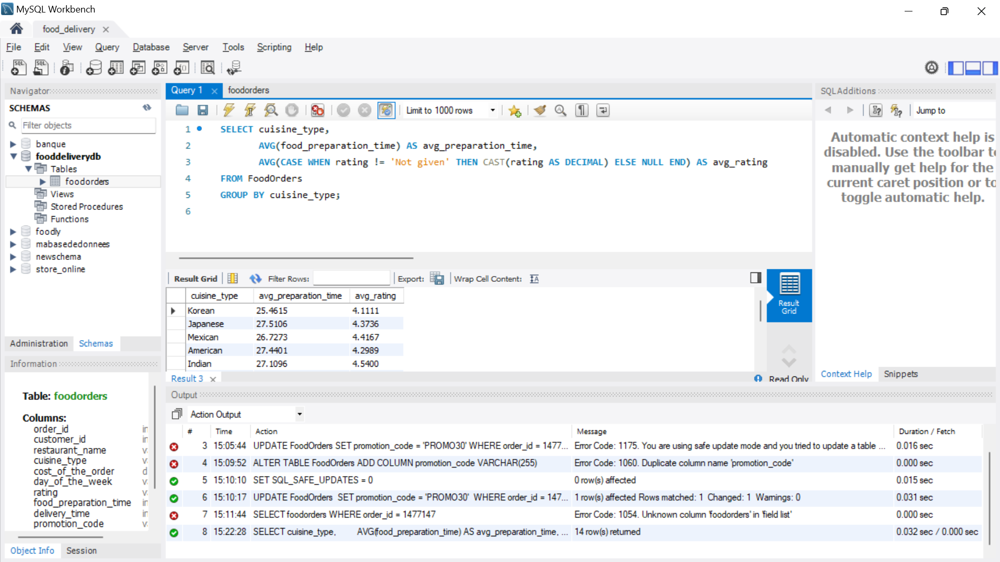 MySQL Workbench
food_delivery
File Edit View Query Database Server Tools Scripting Help
Navigator
SCHEMAS
Filter objects
banque
fooddeliverydb
Tables
foodorders
Views
Stored Procedures
Functions
foodly
mabasededonnees
newschema
store_online
Administration Schemas
Information
Table: foodorders
Columns:
order_id in
customer_id in
restaurant_name v
cuisine_type v
cost_of_the_order d
day_of_the_week v
rating v
food_preparation_time in
delivery_time in
promotion_code v
Object Info Session
Query 1 foodorders
Limit to 1000 rows
1 SELECT cuisine_type,
2 AVG(food_preparation_time) AS avg_preparation_time,
3 AVG(CASE WHEN rating != 'Not given' THEN CAST(rating AS DECIMAL) ELSE NULL END) AS avg_rating
4 FROM FoodOrders
5 GROUP BY cuisine_type;
6
Result Grid Filter Rows: Export: Wrap Cell Content:
cuisine_type avg_preparation_time avg_rating
Korean 25.4615 4.1111
Japanese 27.5106 4.3736
Mexican 26.7273 4.4167
American 27.4401 4.2989
Indian 27.1096 4.5400
Result
Grid
Result 3
Read Only
SQLAdditions
Jump to
Automatic context help is
disabled. Use the toolbar to
manually get help for the
current caret position or to
toggle automatic help.
Context Help Snippets
Output
Action Output
# Time Action Message Duration / Fetch
3 15:05:44 UPDATE FoodOrders SET promotion_code = 'PROMO30' WHERE order_id = 1477... Error Code: 1175. You are using safe update mode and you tried to update a table ... 0.016 sec
4 15:09:52 ALTER TABLE FoodOrders ADD COLUMN promotion_code VARCHAR(255) Error Code: 1060. Duplicate column name 'promotion_code' 0.000 sec
5 15:10:10 SET SQL_SAFE_UPDATES = 0 0 row(s) affected 0.015 sec
6 15:10:17 UPDATE FoodOrders SET promotion_code = 'PROMO30' WHERE order_id = 147... 1 row(s) affected Rows matched: 1 Changed: 1 Warnings: 0 0.031 sec
7 15:11:44 SELECT foodorders WHERE order_id = 1477147 Error Code: 1054. Unknown column 'foodorders' in 'field list' 0.000 sec
8 15:22:28 SELECT cuisine_type, AVG(food_preparation_time) AS avg_preparation_time, ... 14 row(s) returned 0.032 sec / 0.000 sec